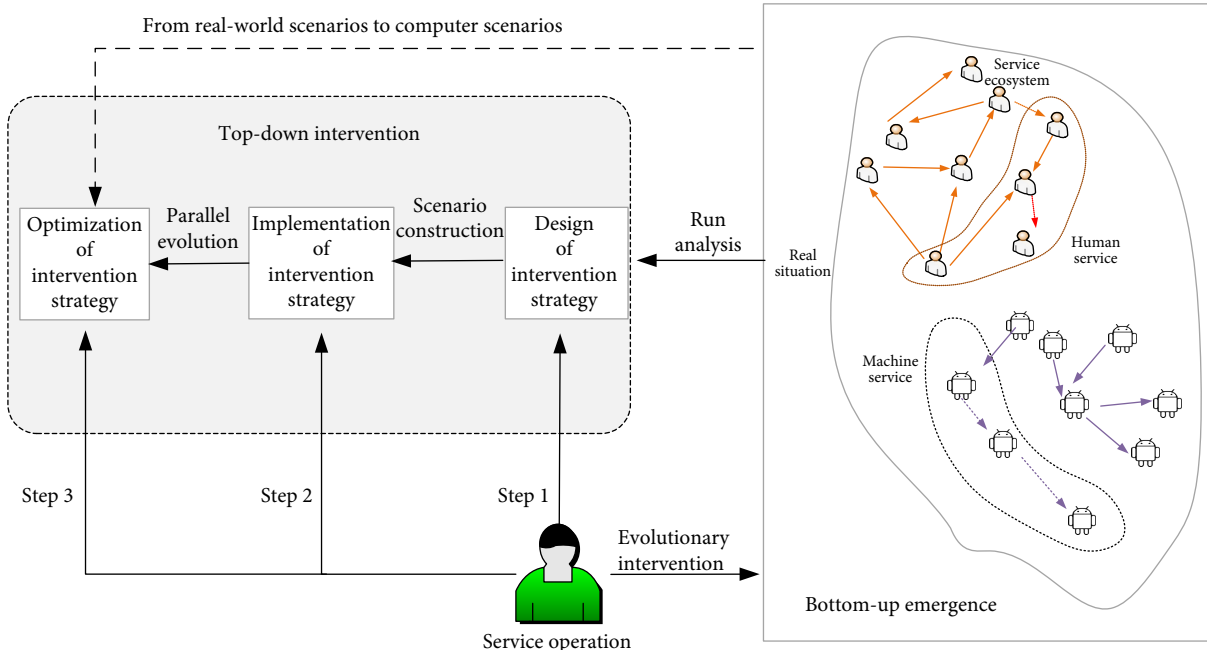 From real-world scenarios to computer scenarios
Top-down intervention
Optimization
of
intervention
strategy
Parallel
evolution
Implementation
of
intervention
strategy
Scenario
construction
Design
of
intervention
strategy
Run
analysis
Real
situation
Service
ecosystem
Human
service
Machine
service
Step 3
Step 2
Step 1
Evolutionary
intervention
Service operation
Bottom-up emergence